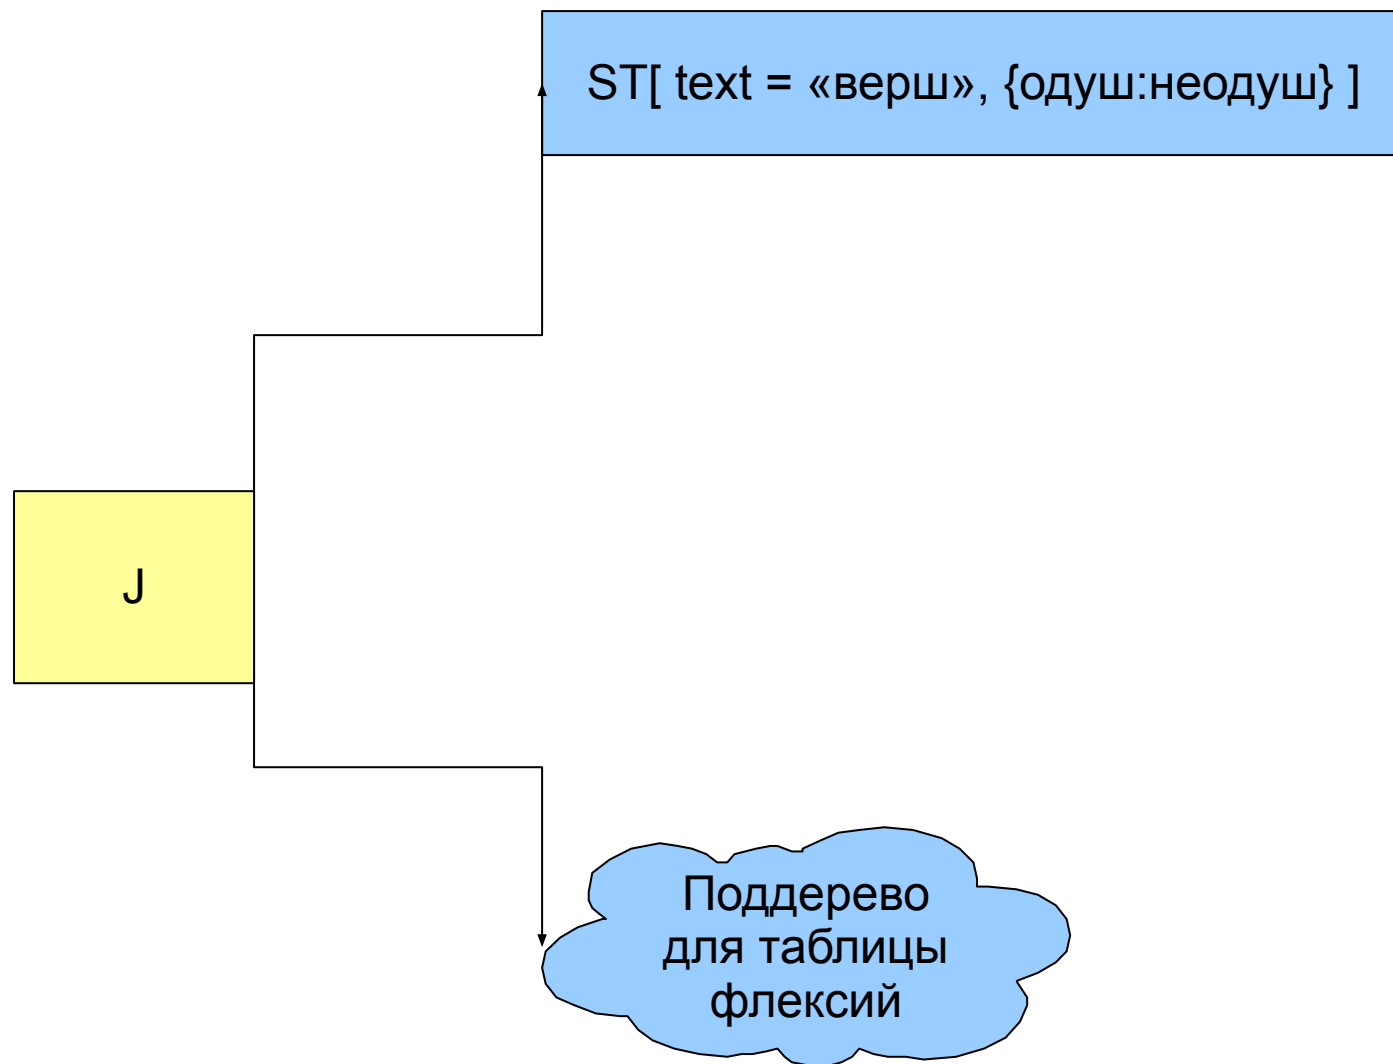 ST[ text = «верш», {одуш:неодуш} ]
J
Поддерево
для таблицы
флексий